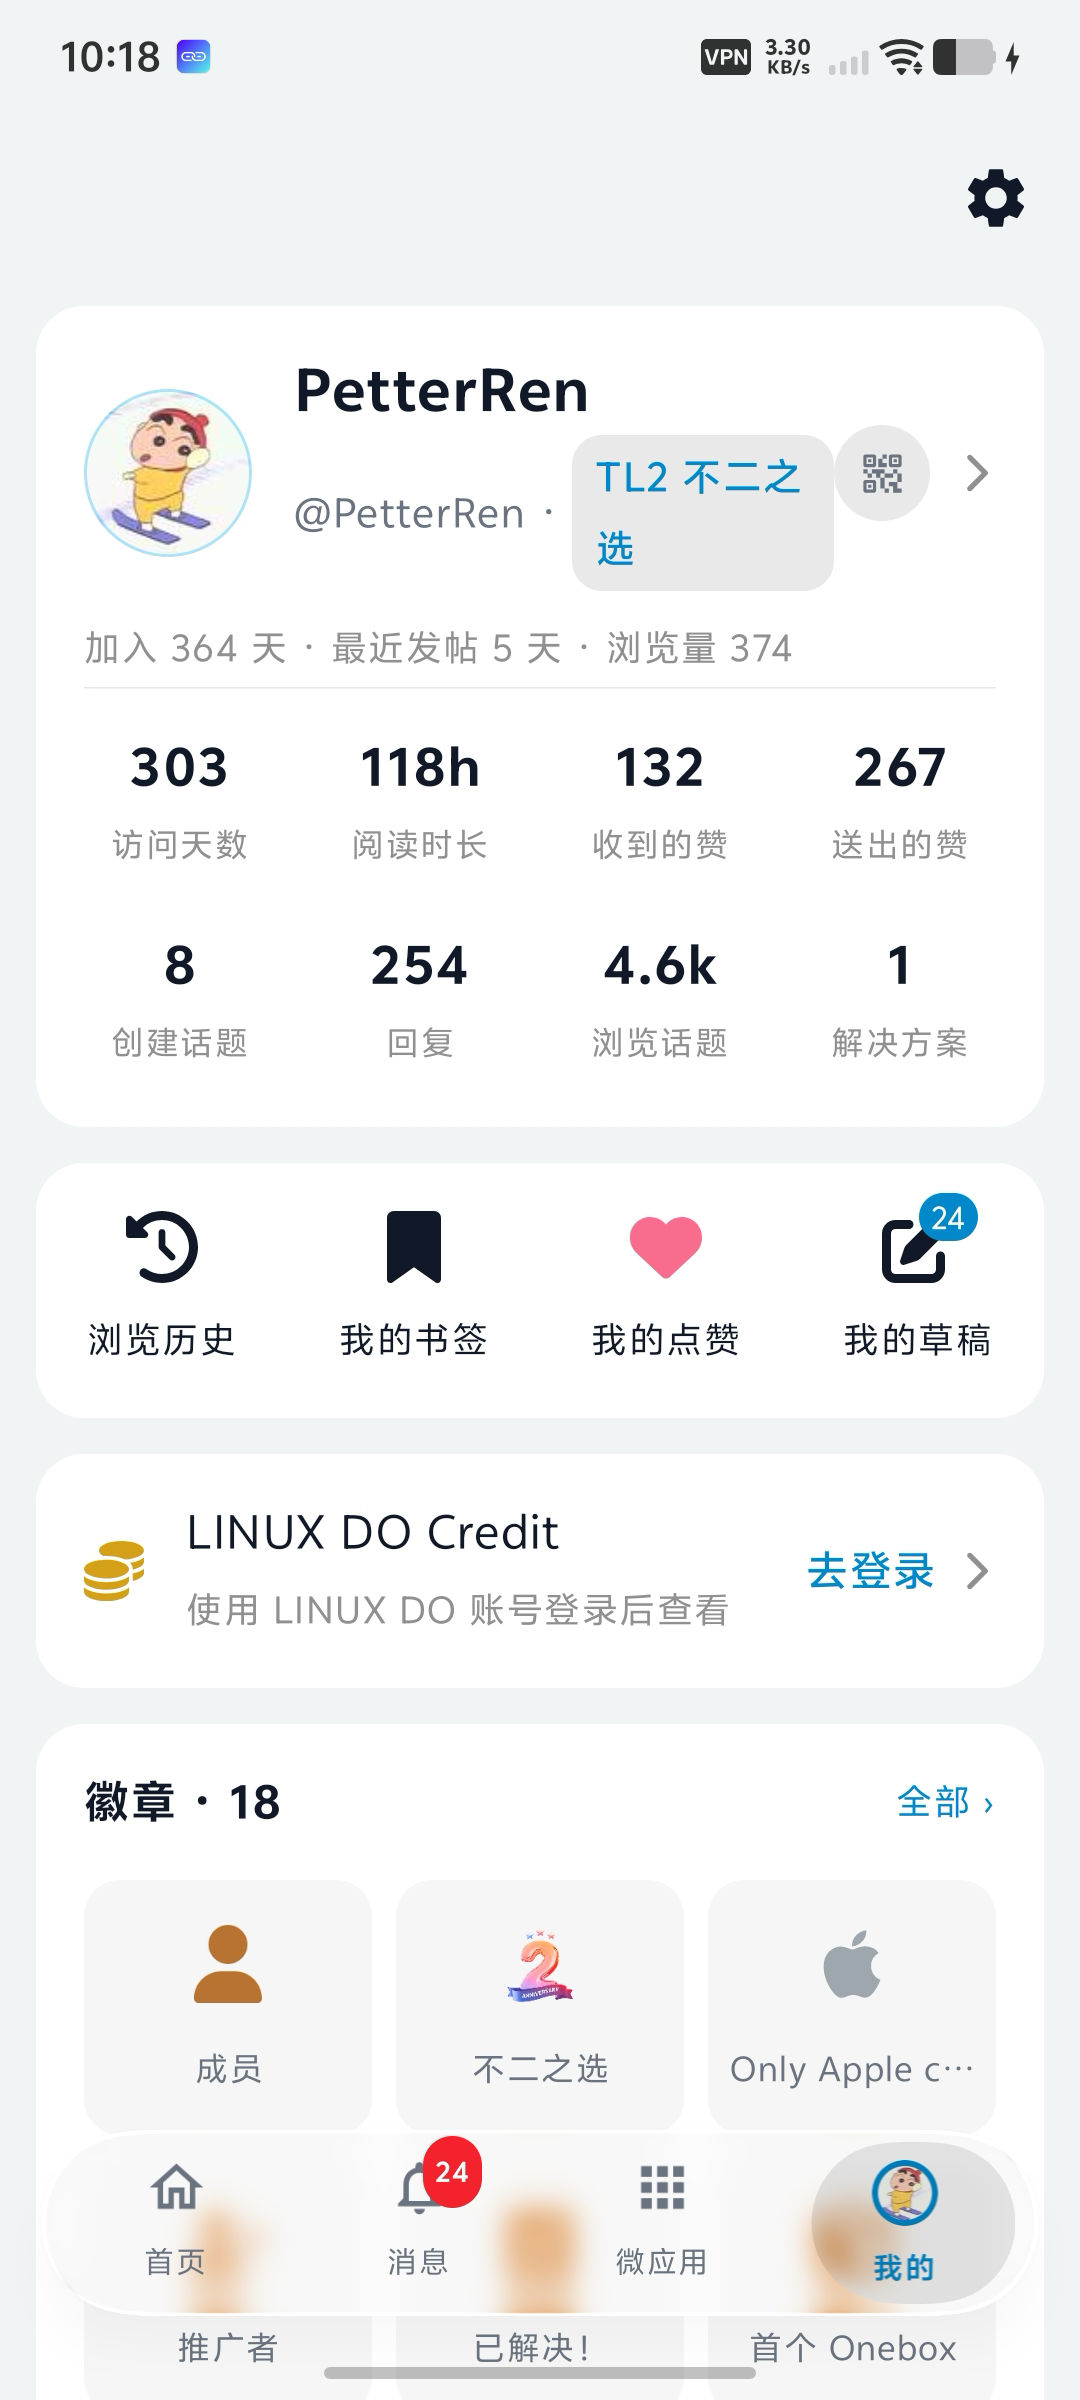 10:18
VPN
3.30
KB/s
PetterRen
@PetterRen ·
TL2 不二之
选
加入 364 天 · 最近发帖 5 天 · 浏览量 374
303
118h
132
267
访问天数
阅读时长
收到的赞
送出的赞
8
254
4.6k
1
创建话题
回复
浏览话题
解决方案
24
浏览历史
我的书签
我的点赞
我的草稿
LINUX DO Credit
使用 LINUX DO 账号登录后查看
去登录
徽章 · 18
全部 ›
2
ANNIVERSARY
成员
不二之选
Only Apple c···
24
首页
消息
微应用
我的
推广者
已解决！
首个 Onebox